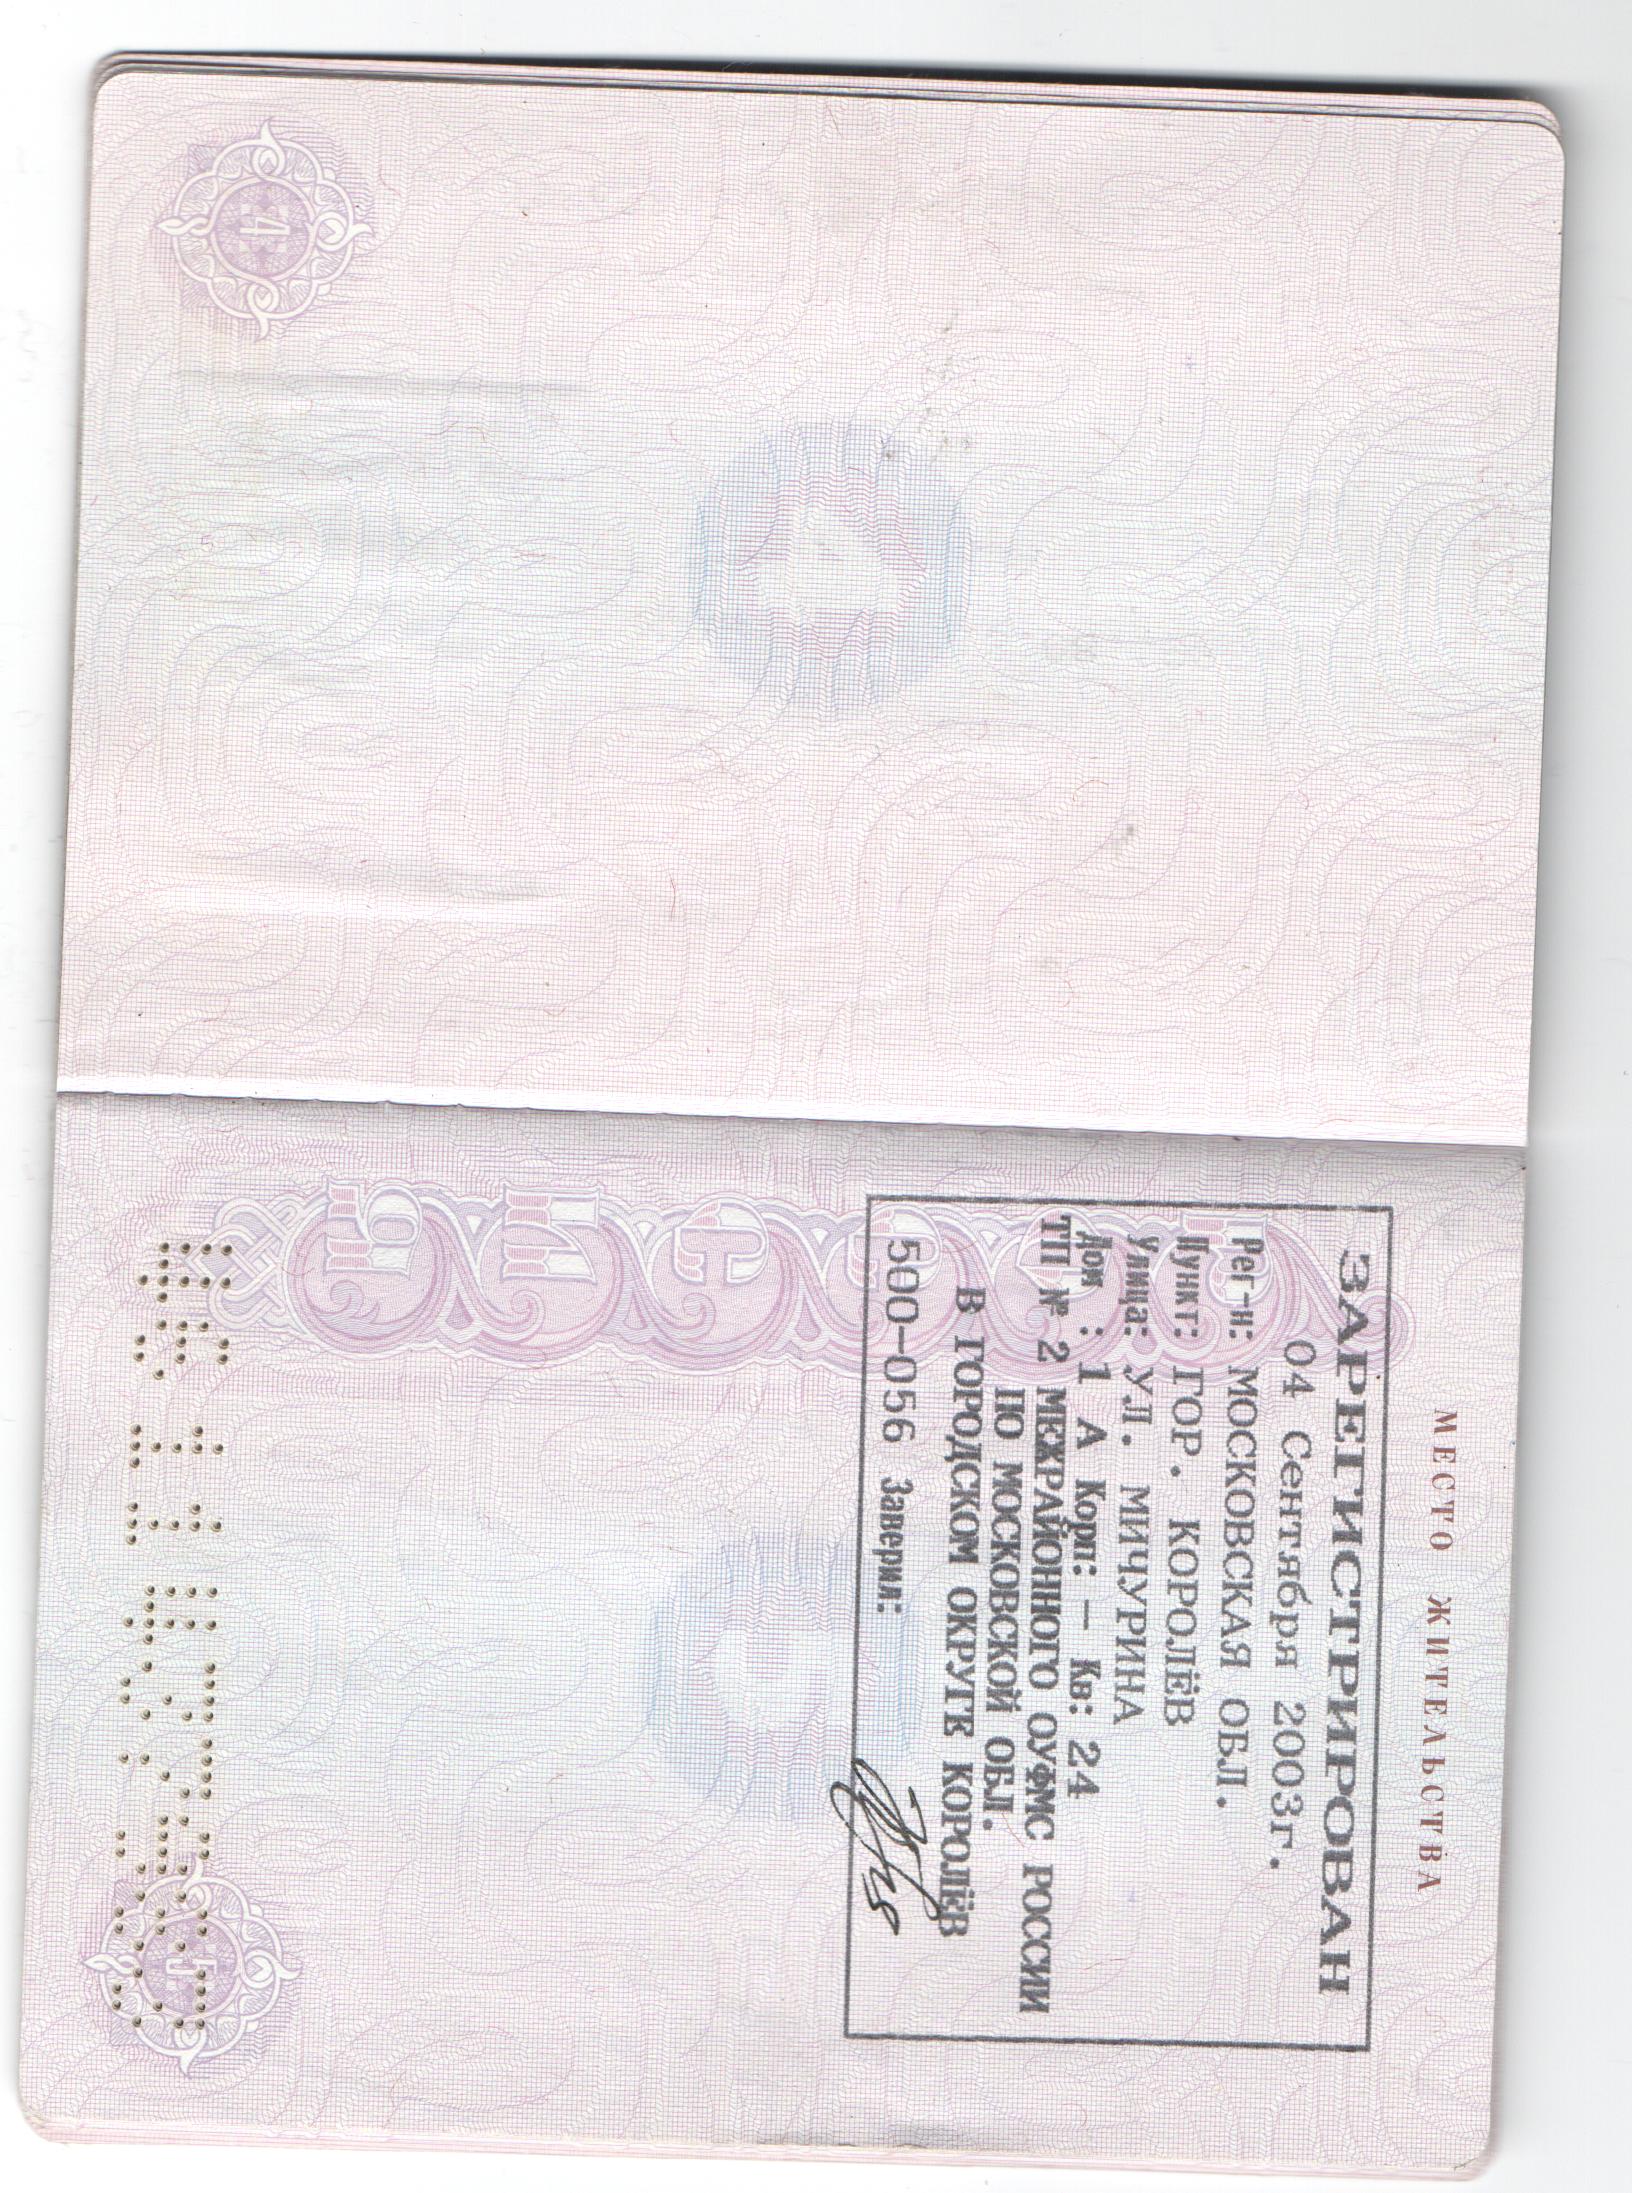 4
МЕСТО ЖИТЕЛЬСТВА
ЗАРЕГИСТРИРОВАН
04 Сентября 2003г.
Рег-н: МОСКОВСКАЯ ОБЛ.
Пункт: ГОР. КОРОЛЁВ
Улица: УЛ. МИЧУРИНА
Дом : 1 А Корп: — Кв: 24
ТП № 2 МЕЖРАЙОННОГО ОУФМС РОССИИ
ПО МОСКОВСКОЙ ОБЛ.
В ГОРОДСКОМ ОКРУГЕ КОРОЛЁВ
500-056 Заверил:
5